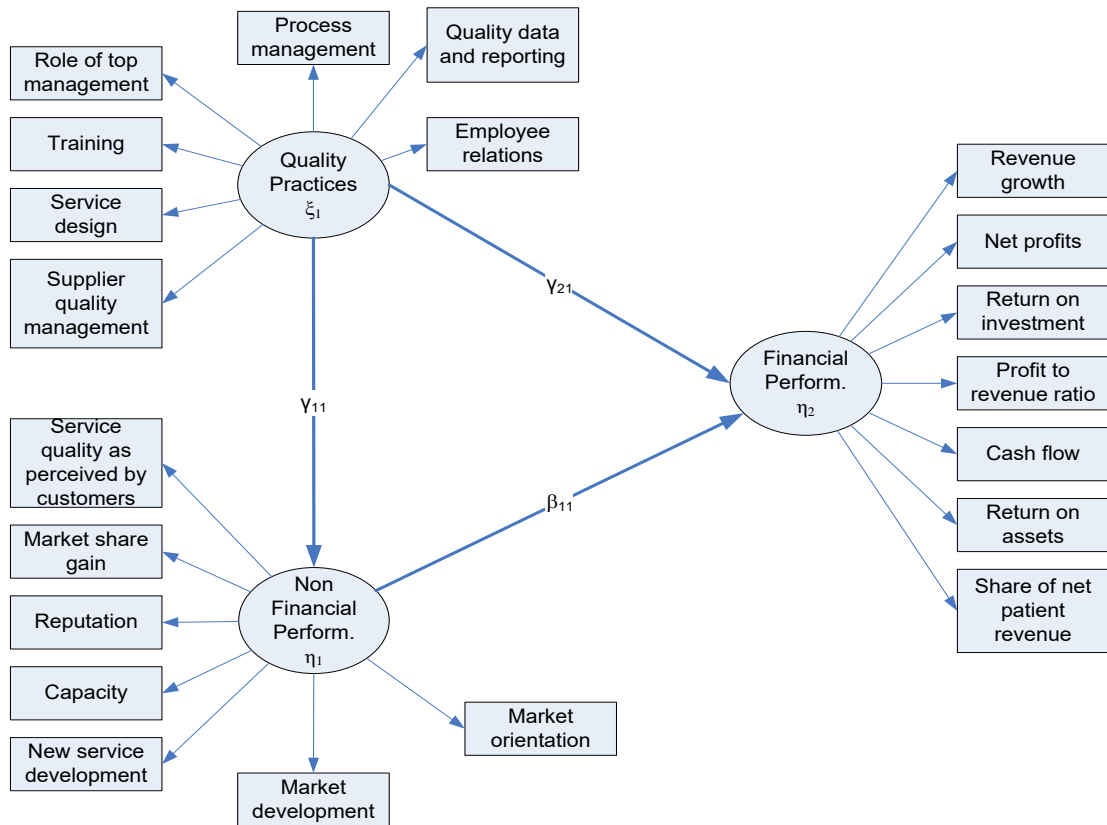 Process
management
Quality data
and reporting
Role of top
management
Training
Employee
relations
Quality
Practices
ξ1
Service
design
Supplier
quality
management
Revenue
growth
Net profits
Return on
investment
Profit to
revenue ratio
Cash flow
Return on
assets
Share of net
patient
revenue
γ21
Financial
Perform.
η2
γ11
β11
Service
quality as
perceived by
customers
Market share
gain
Reputation
Capacity
New service
development
Non
Financial
Perform.
η1
Market
orientation
Market
development